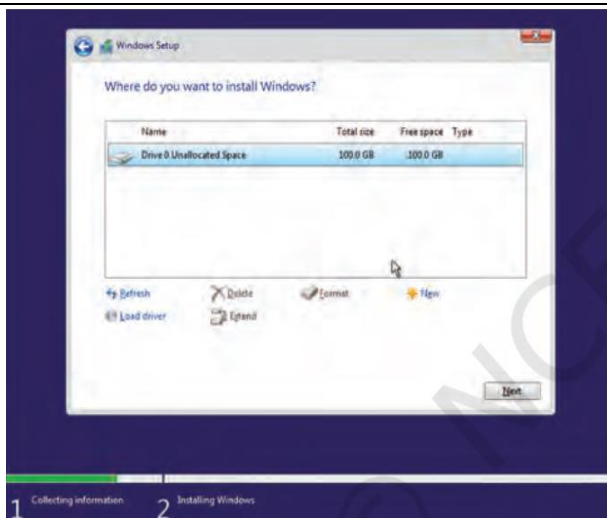 Windows Setup
Where do you want to install Windows?
Name Total size Free space Type
Drive 0 Unallocated Space 100.0 GB 100.0 GB
Refresh Delete Format New
Load driver Extend
Next
1 Collecting information 2 Installing Windows
© NCE